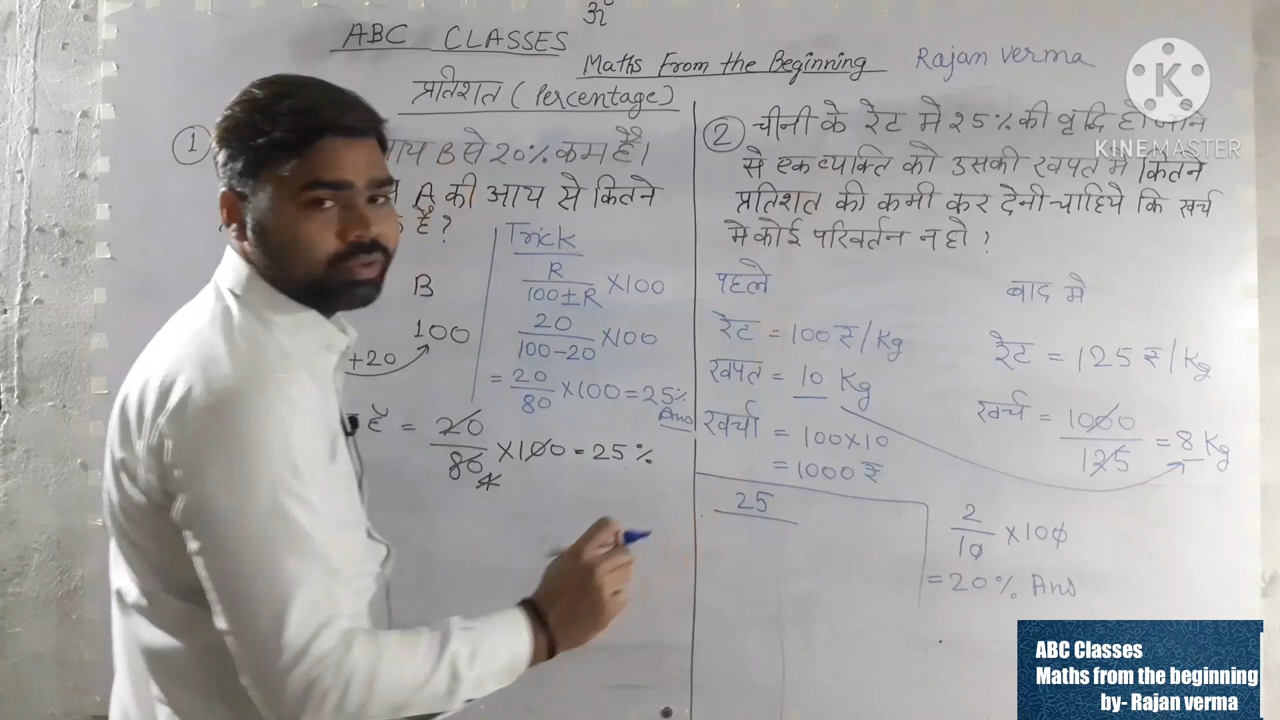 ॐ
ABC CLASSES
Maths From the Beginning Rajan verma
प्रतिशत ( Percentage )
1
आय B से 20% कम है।
A की आय से कितने
है ?
B
100
+20
है = 20/80 ×100 = 25%
4
Trick
R/100±R ×100
20/100-20 ×100
= 20/80 ×100 = 25%
Ans
2 चीनी के रेट मे 25% की वृद्धि हो जाने
से एक व्यक्ति को उसकी खपत मे कितने
प्रतिशत की कमी कर देनी चाहिये कि खर्च
मे कोई परिवर्तन न हो ?
पहले
रेट = 100 ₹/Kg
खपत = 10 Kg
खर्चा = 100×10
= 1000 ₹
बाद मे
रेट = 125 ₹/Kg
खर्च = 1000/125 = 8 Kg
25
2/10 ×100
= 20% Ans
K
KINEMASTER
ABC Classes
Maths from the beginning
by- Rajan verma